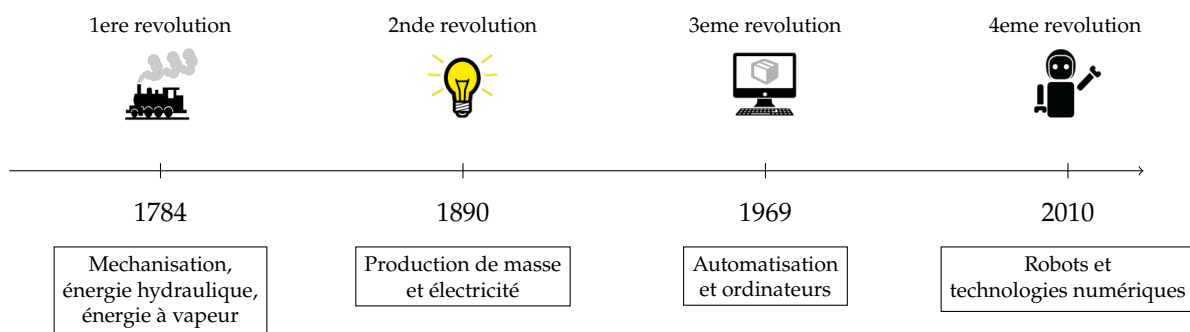 1ere revolution
2nde revolution
3eme revolution
4eme revolution
1784
1890
1969
2010
Mechanisation,
énergie hydraulique,
énergie à vapeur
Production de masse
et électricité
Automatisation
et ordinateurs
Robots et
technologies numériques